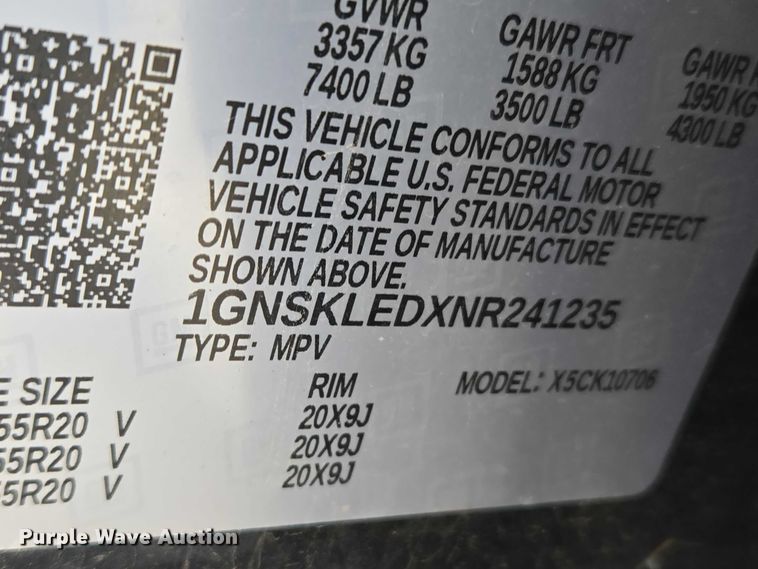 GVWR
3357 KG
7400 LB
GAWR FRT
1588 KG
3500 LB
GAWR
1950 KG
4300 LB
THIS VEHICLE CONFORMS TO ALL
APPLICABLE U.S. FEDERAL MOTOR
VEHICLE SAFETY STANDARDS IN EFFECT
ON THE DATE OF MANUFACTURE
SHOWN ABOVE.
1GNSKLEDXNR241235
TYPE: MPV
E SIZE RIM MODEL: X5CK10706
55R20 V 20X9J
55R20 V 20X9J
55R20 V 20X9J
Purple Wave Auction